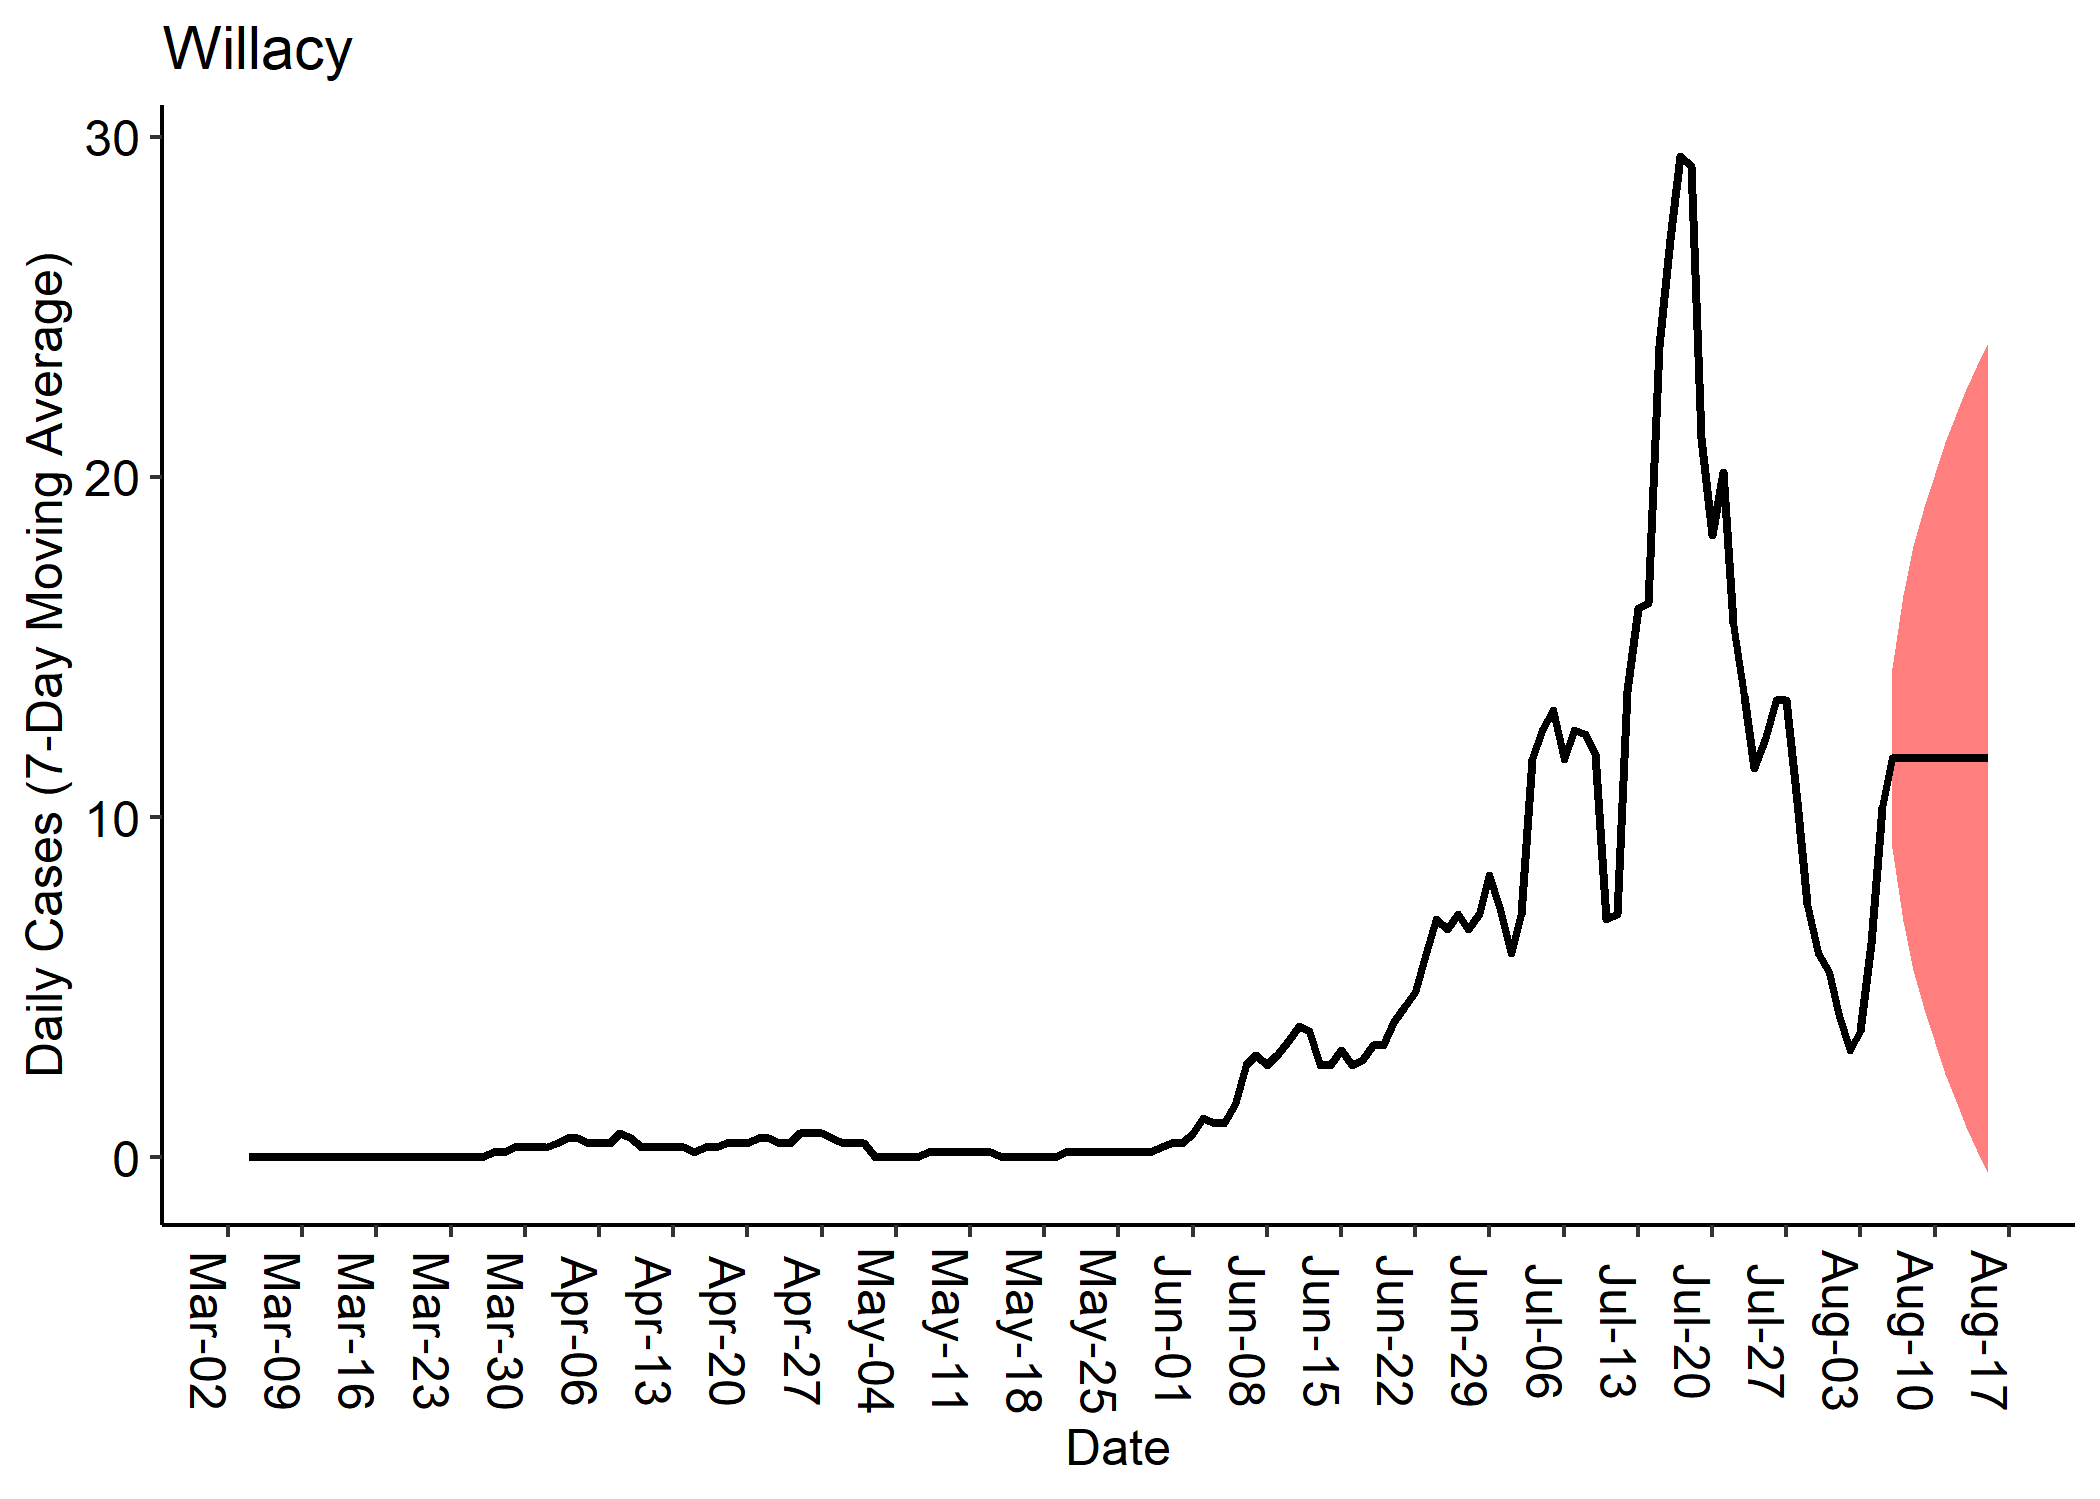 Willacy
Daily Cases (7-Day Moving Average)
30
20
10
0
Mar-02
Mar-09
Mar-16
Mar-23
Mar-30
Apr-06
Apr-13
Apr-20
Apr-27
May-04
May-11
May-18
May-25
Jun-01
Jun-08
Jun-15
Jun-22
Jun-29
Jul-06
Jul-13
Jul-20
Jul-27
Aug-03
Aug-10
Aug-17
Date